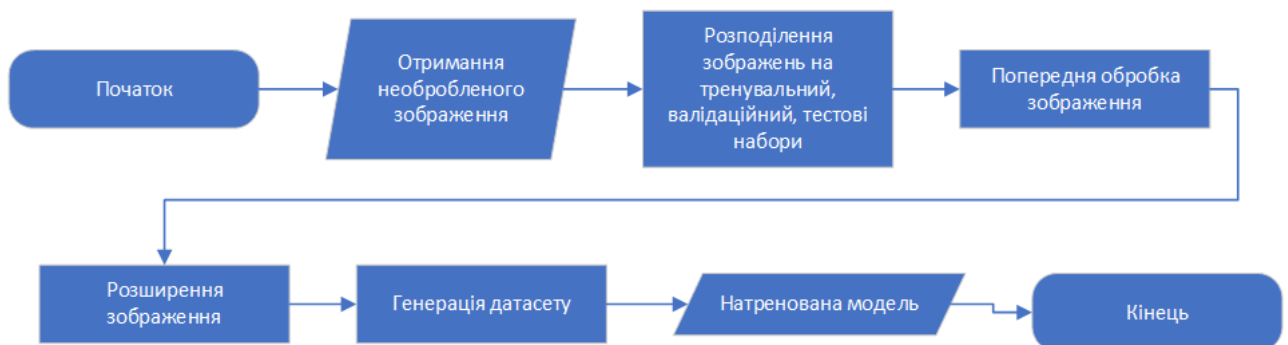 Початок
Отримання
необробленого
зображення
Розподілення
зображень на
тренувальний,
валідаційний, тестові
набори
Попередня обробка
зображення
Розширення
зображення
Генерація датасету
Натренована модель
Кінець